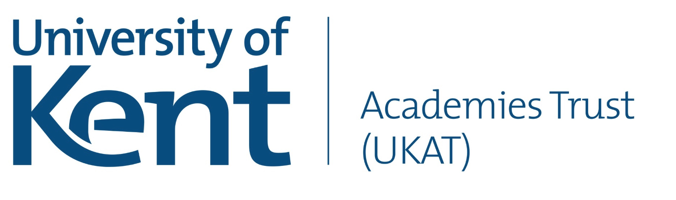 University of
Kent
Academies Trust
(UKAT)